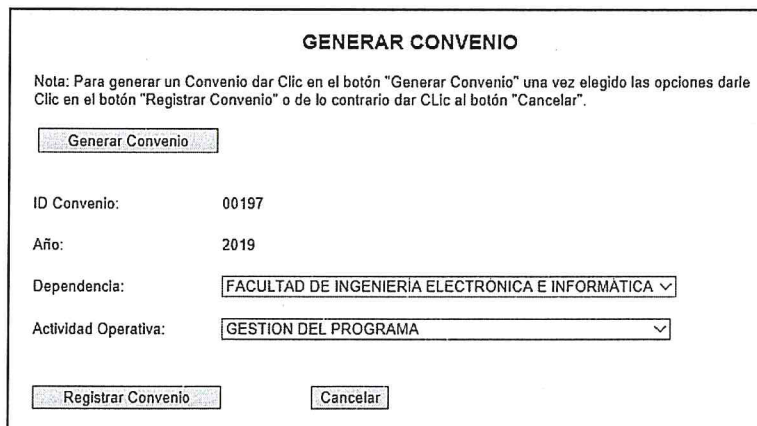 GENERAR CONVENIO
Nota: Para generar un Convenio dar Clic en el botón "Generar Convenio" una vez elegido las opciones darle
Clic en el botón "Registrar Convenio" o de lo contrario dar CLic al botón "Cancelar".
Generar Convenio
ID Convenio: 00197
Año: 2019
Dependencia: FACULTAD DE INGENIERÍA ELECTRÓNICA E INFORMÁTICA
Actividad Operativa: GESTION DEL PROGRAMA
Registrar Convenio Cancelar